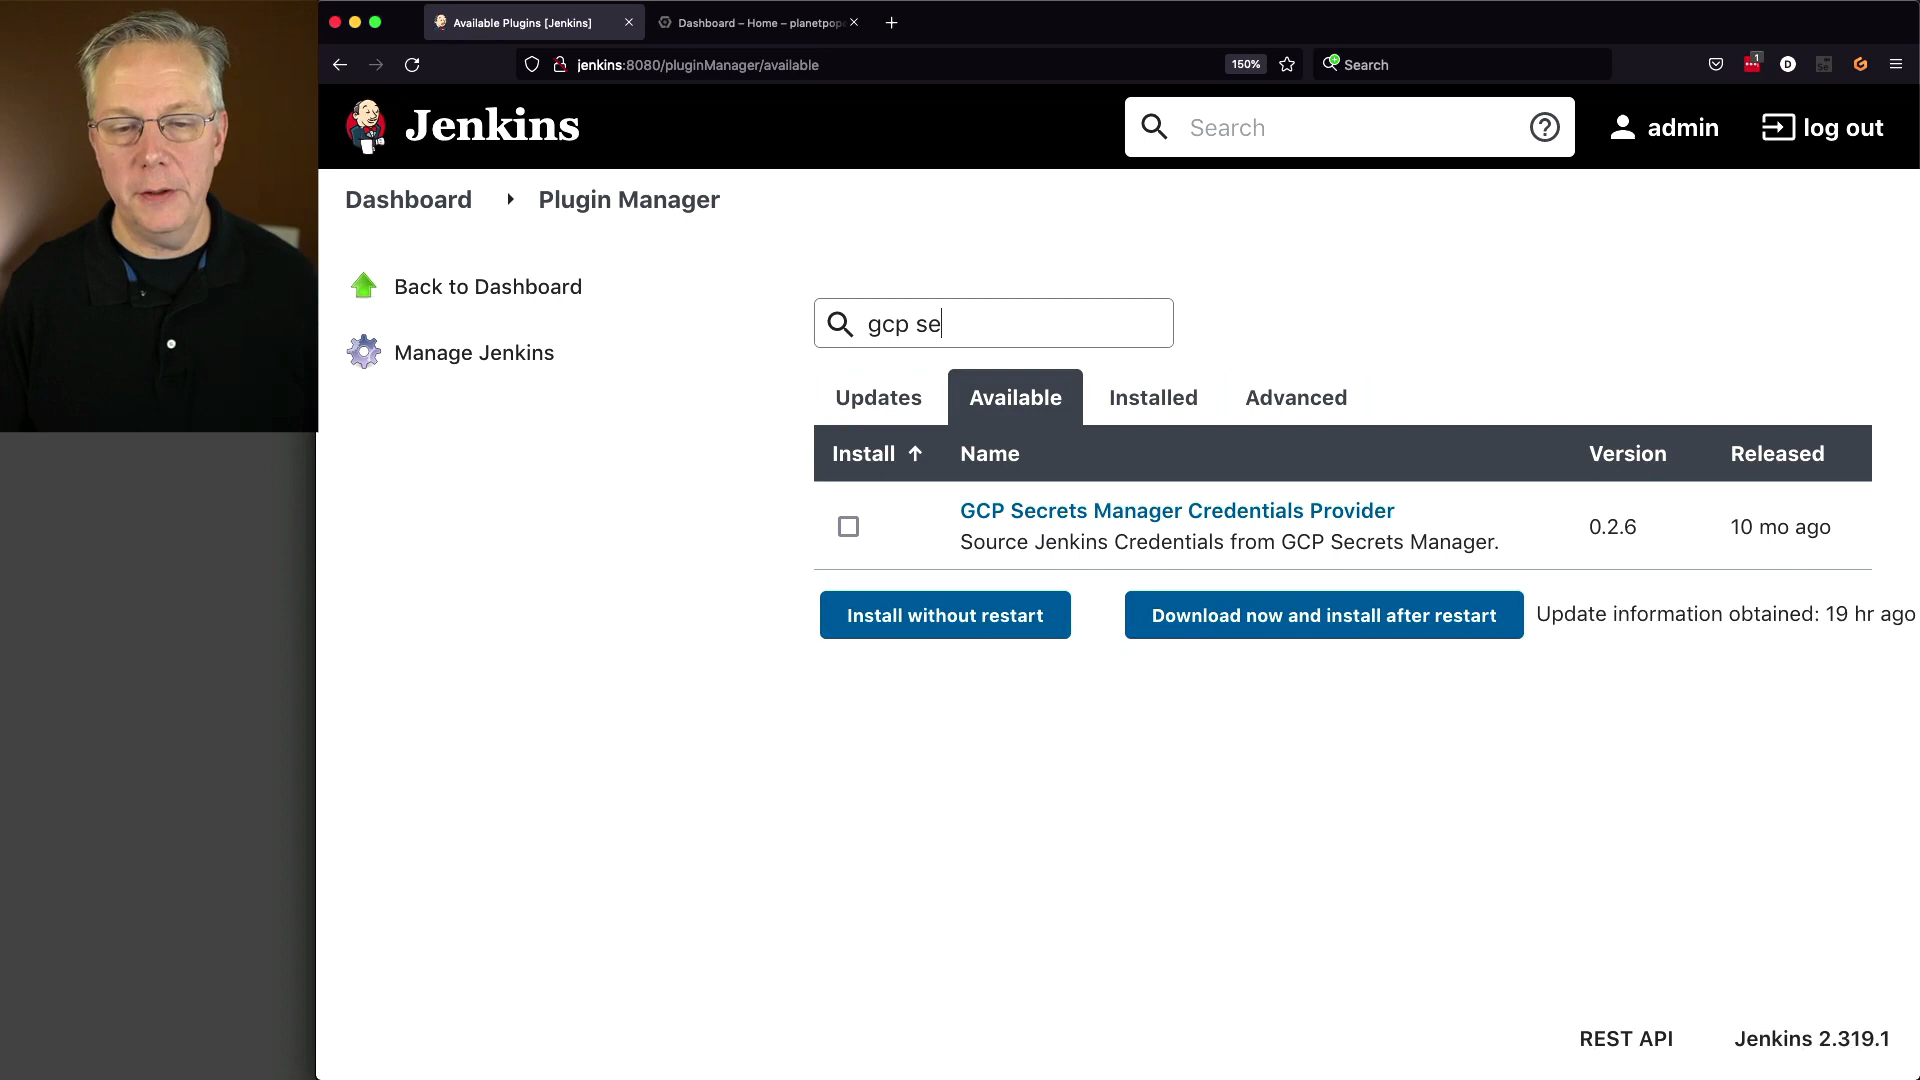 Available Plugins [Jenkins]
Dashboard – Home – planetpop
jenkins:8080/pluginManager/available
150%
Search
1
Jenkins
Search
admin
log out
Dashboard
Plugin Manager
Back to Dashboard
Manage Jenkins
gcp se
Updates
Available
Installed
Advanced
Install ↑
Name
Version
Released
GCP Secrets Manager Credentials Provider
Source Jenkins Credentials from GCP Secrets Manager.
0.2.6
10 mo ago
Install without restart
Download now and install after restart
Update information obtained: 19 hr ago
REST API
Jenkins 2.319.1